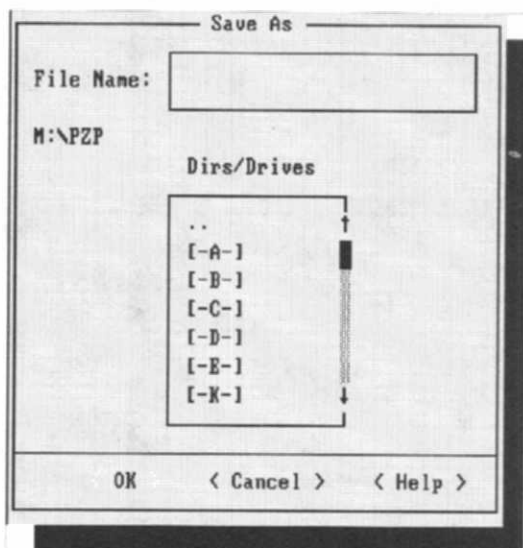 Save As
File Name:
M:\PZP
Dirs/Drives
..
[-A-]
[-B-]
[-C-]
[-D-]
[-E-]
[-K-]
OK < Cancel > < Help >